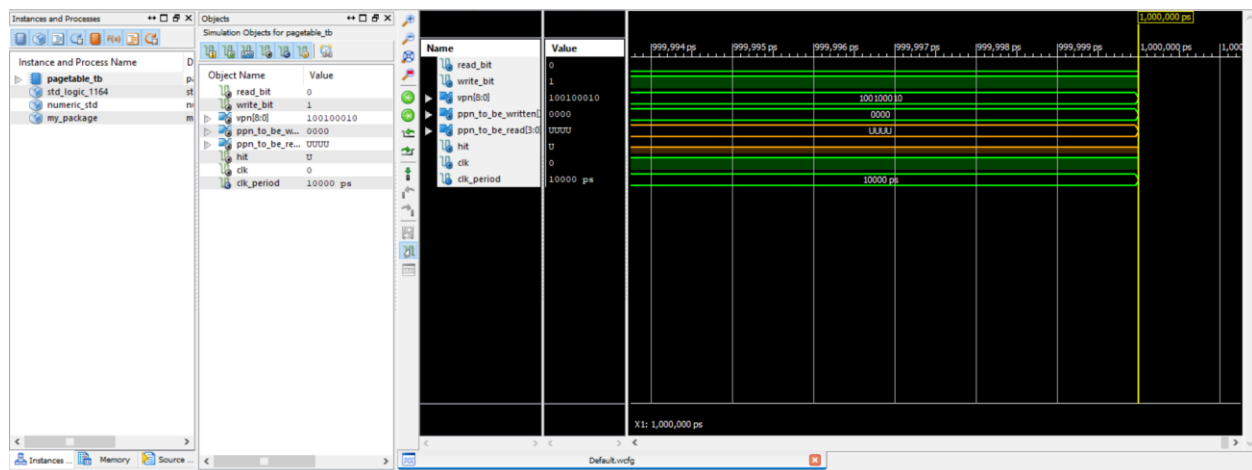 Instances and Processes
Instance and Process Name D
pagetable_tb pa
std_logic_1164 st
numeric_std nu
my_package m
Instances ... Memory Source ...
Objects
Simulation Objects for pagetable_tb
Object Name Value
read_bit 0
write_bit 1
vpn[8:0] 100100010
ppn_to_be_w... 0000
ppn_to_be_re... UUUU
hit U
clk 0
clk_period 10000 ps
Name Value
read_bit 0
write_bit 1
vpn[8:0] 100100010
ppn_to_be_written[ 0000
ppn_to_be_read[3:0] UUUU
hit U
clk 0
clk_period 10000 ps
1,000,000 ps
999,994 ps 999,995 ps 999,996 ps 999,997 ps 999,998 ps 999,999 ps 1,000,000 ps 1,000
100100010
0000
UUUU
10000 ps
X1: 1,000,000 ps
Default.wcfg